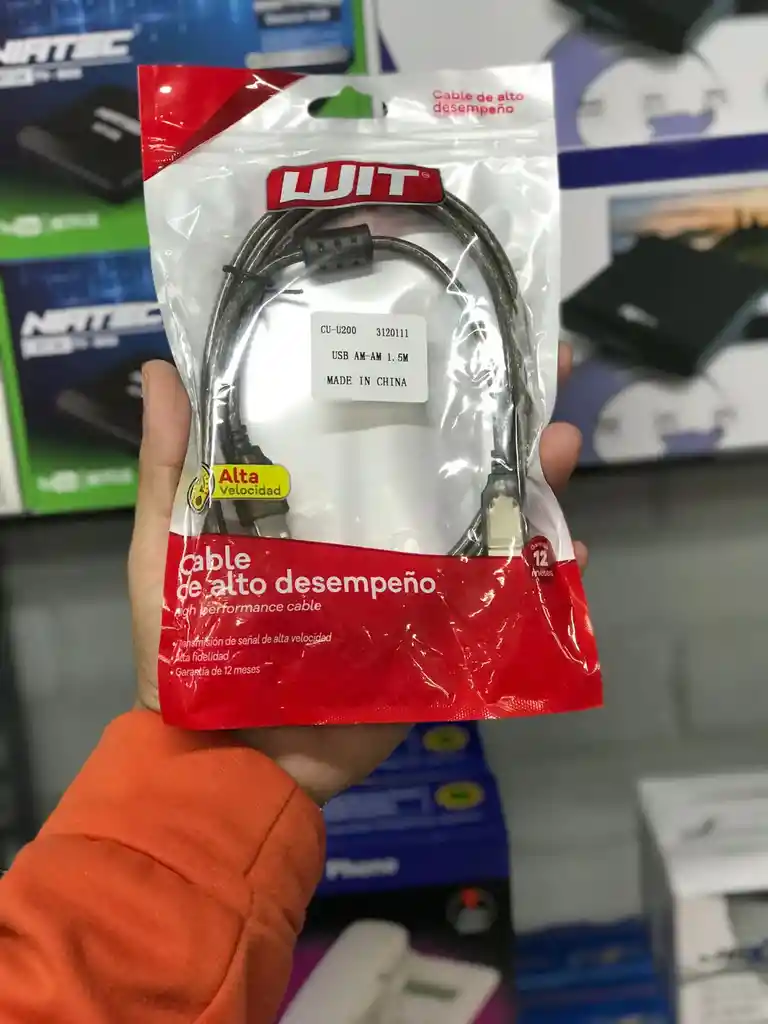 Cable de alto
desempeño
WIT®
CU-U200 3120111
USB AM-AM 1.5M
MADE IN CHINA
Alta
Velocidad
12
meses
Cable
de alto desempeño
high performance cable
• Transmisión de señal de alta velocidad
• Alta fidelidad
• Garantía de 12 meses
Phone